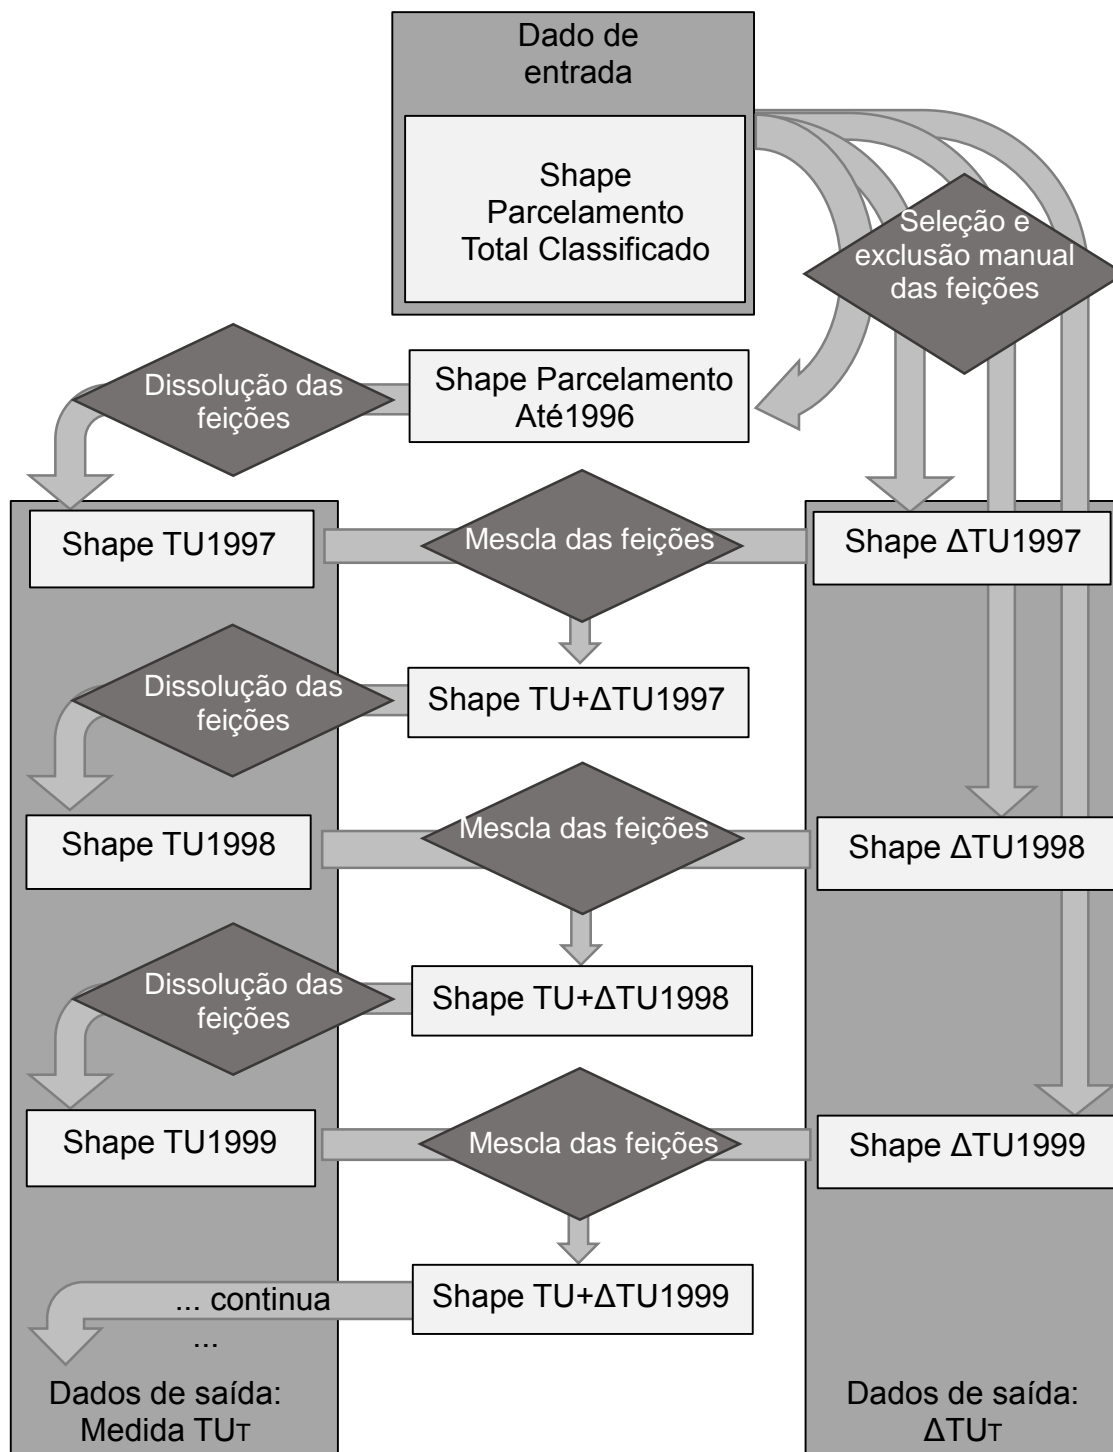 Dado de
entrada
Shape
Parcelamento
Total Classificado
Seleção e
exclusão manual
das feições
Dissolução das
feições
Shape Parcelamento
Até1996
Shape TU1997
Mescla das feições
Shape ΔTU1997
Dissolução das
feições
Shape TU+ΔTU1997
Shape TU1998
Mescla das feições
Shape ΔTU1998
Dissolução das
feições
Shape TU+ΔTU1998
Shape TU1999
Mescla das feições
Shape ΔTU1999
... continua
...
Shape TU+ΔTU1999
Dados de saída:
Medida TUT
Dados de saída:
ΔTUT